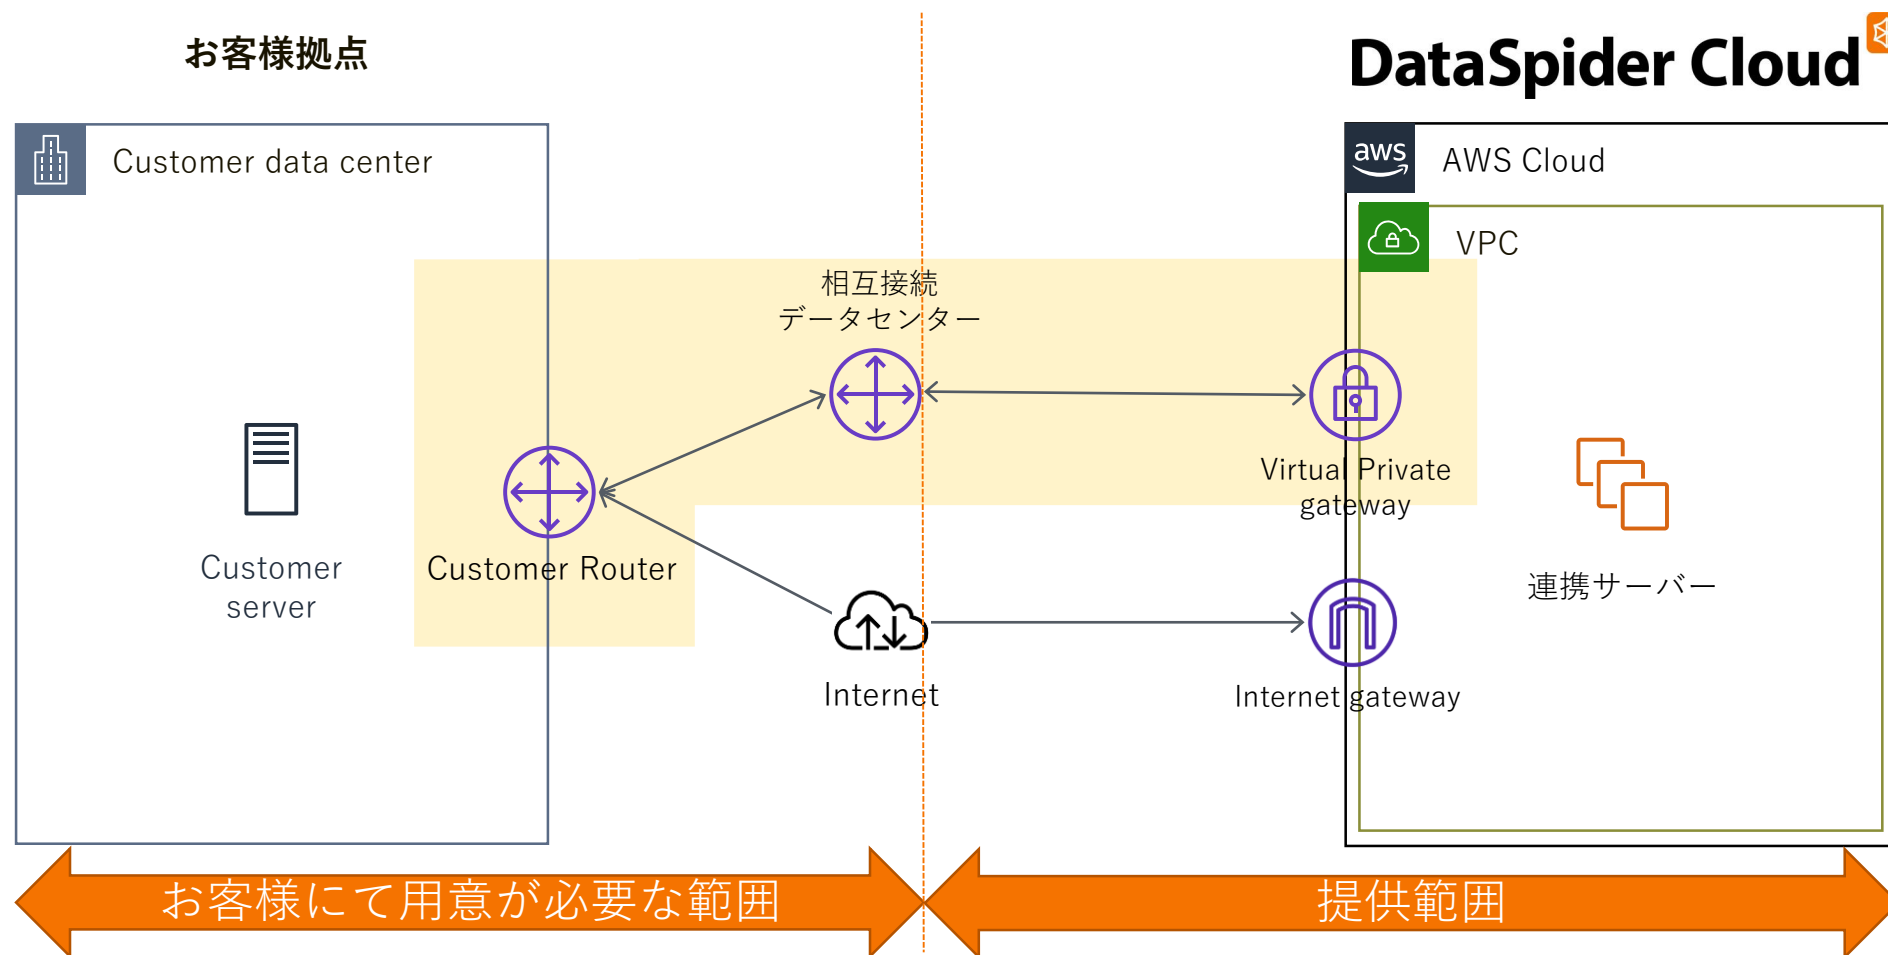 お客様拠点
DataSpider Cloud
Customer data center
aws
AWS Cloud
VPC
相互接続
データセンター
Virtual Private
gateway
Customer
server
Customer Router
連携サーバー
Internet
Internet gateway
お客様にて用意が必要な範囲
提供範囲